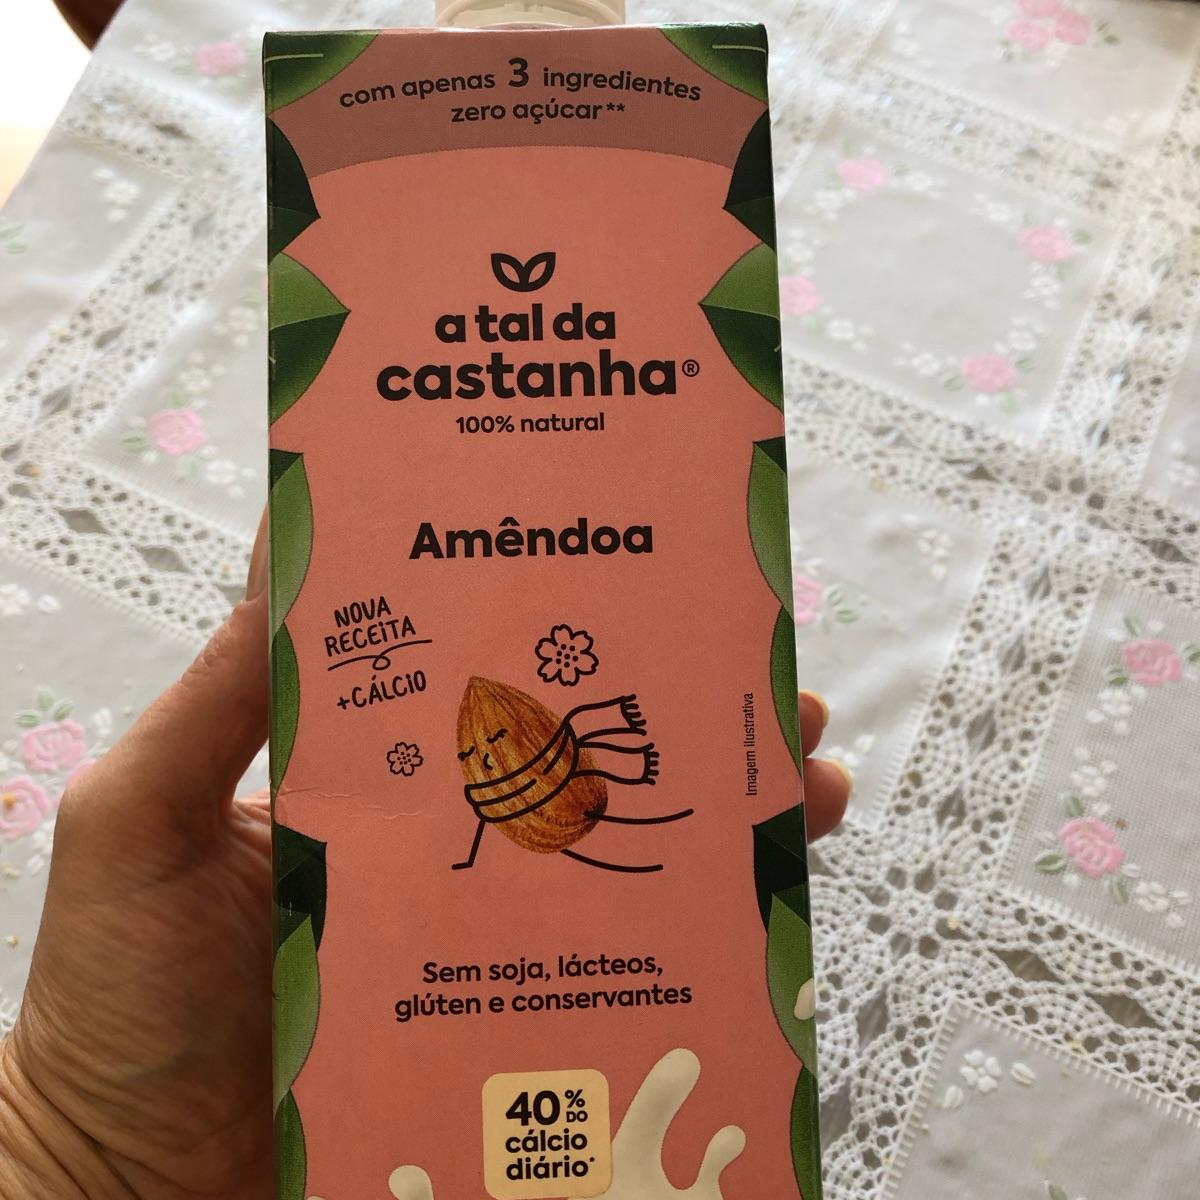 com apenas 3 ingredientes
zero açúcar**
a tal da
castanha®
100% natural
Amêndoa
NOVA
RECEITA
+CÁLCIO
Imagem ilustrativa
Sem soja, lácteos,
glúten e conservantes
40% DO
cálcio
diário*